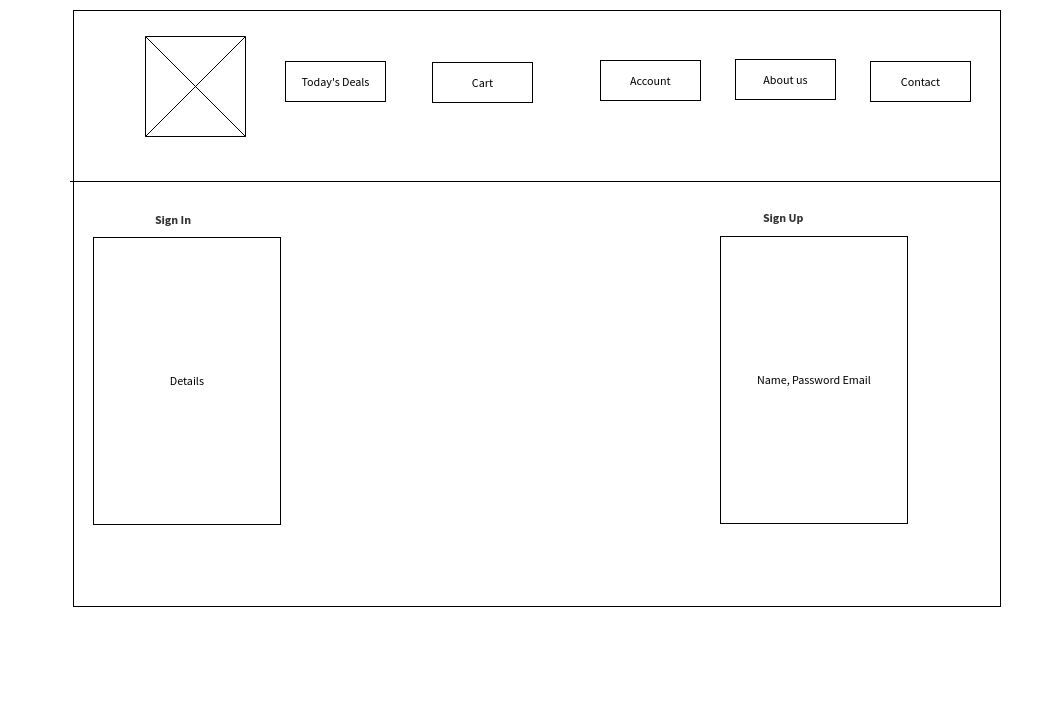 Today's Deals
Cart
Account
About us
Contact
Sign In
Sign Up
Details
Name, Password Email